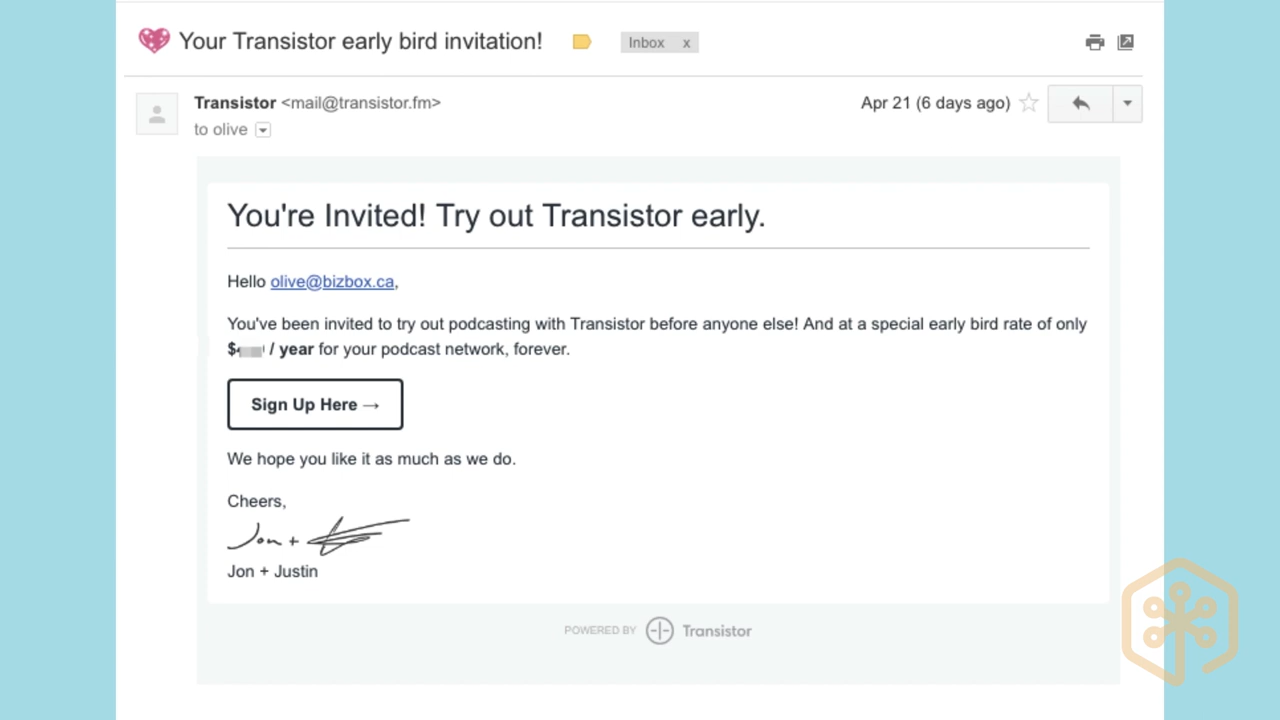 Your Transistor early bird invitation!
Inbox x
Transistor <mail@transistor.fm>
Apr 21 (6 days ago)
to olive
You're Invited! Try out Transistor early.
Hello olive@bizbox.ca,
You've been invited to try out podcasting with Transistor before anyone else! And at a special early bird rate of only
$ / year for your podcast network, forever.
Sign Up Here →
We hope you like it as much as we do.
Cheers,
Jon +
Jon + Justin
POWERED BY Transistor